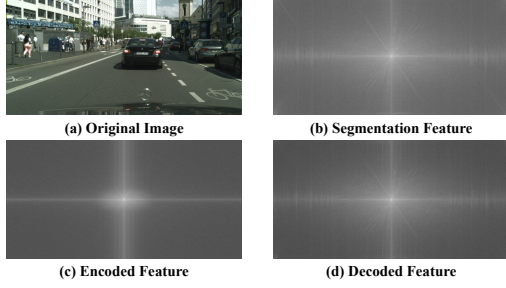 (a) Original Image
(b) Segmentation Feature
(c) Encoded Feature
(d) Decoded Feature